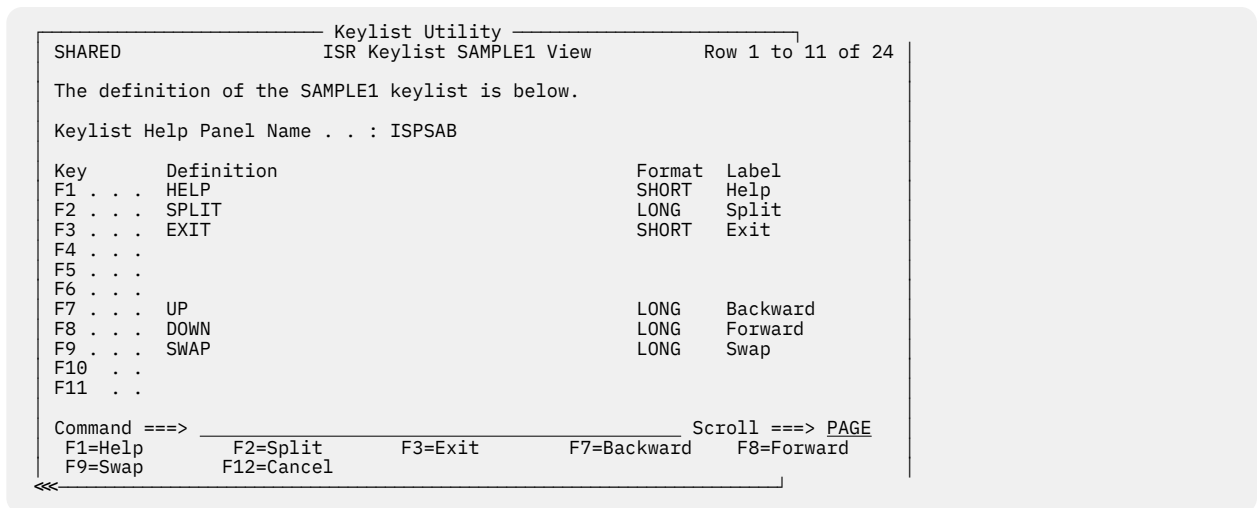 Keylist Utility
SHARED ISR Keylist SAMPLE1 View Row 1 to 11 of 24
The definition of the SAMPLE1 keylist is below.
Keylist Help Panel Name . . : ISPSAB
Key Definition Format Label
F1 . . . HELP SHORT Help
F2 . . . SPLIT LONG Split
F3 . . . EXIT SHORT Exit
F4 . . .
F5 . . .
F6 . . .
F7 . . . UP LONG Backward
F8 . . . DOWN LONG Forward
F9 . . . SWAP LONG Swap
F10 . .
F11 . .
Command ===> ________________________________ Scroll ===> PAGE
F1=Help F2=Split F3=Exit F7=Backward F8=Forward
F9=Swap F12=Cancel